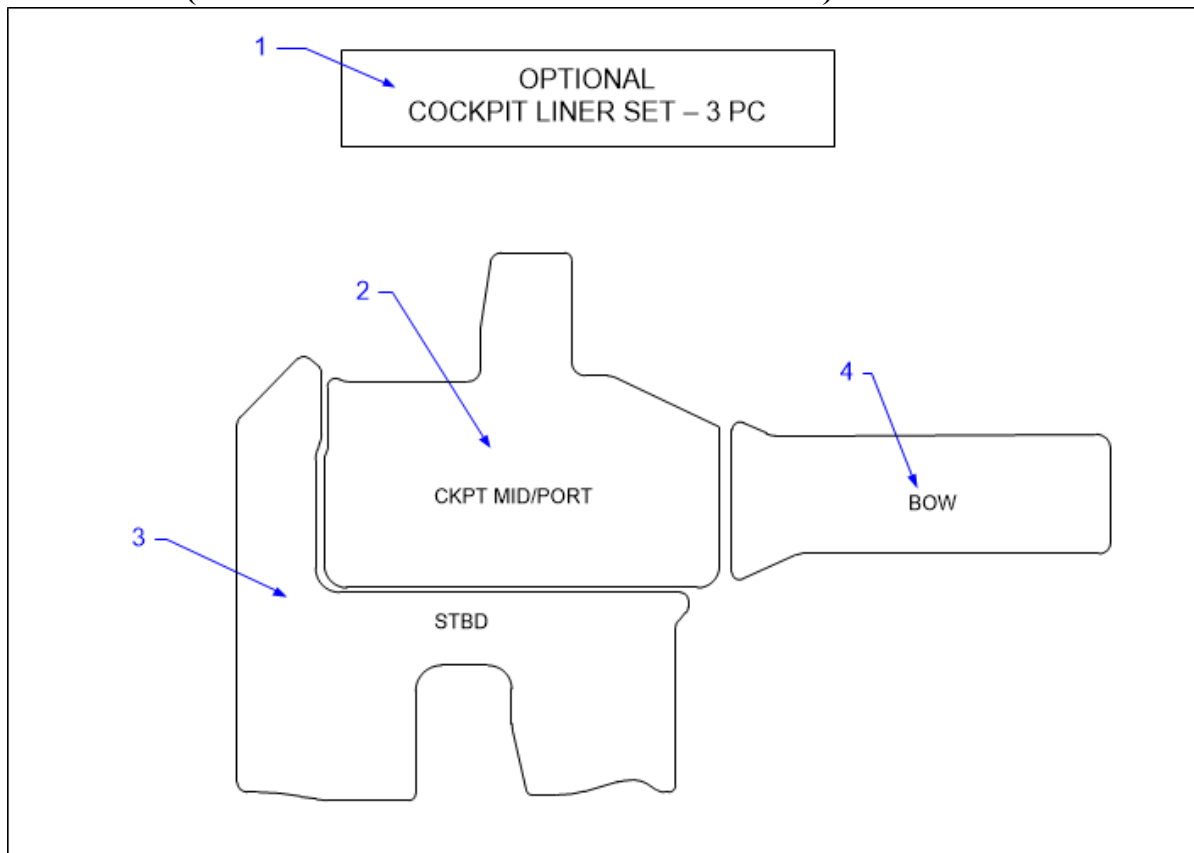 1
OPTIONAL
COCKPIT LINER SET – 3 PC
2
4
CKPT MID/PORT
BOW
3
STBD